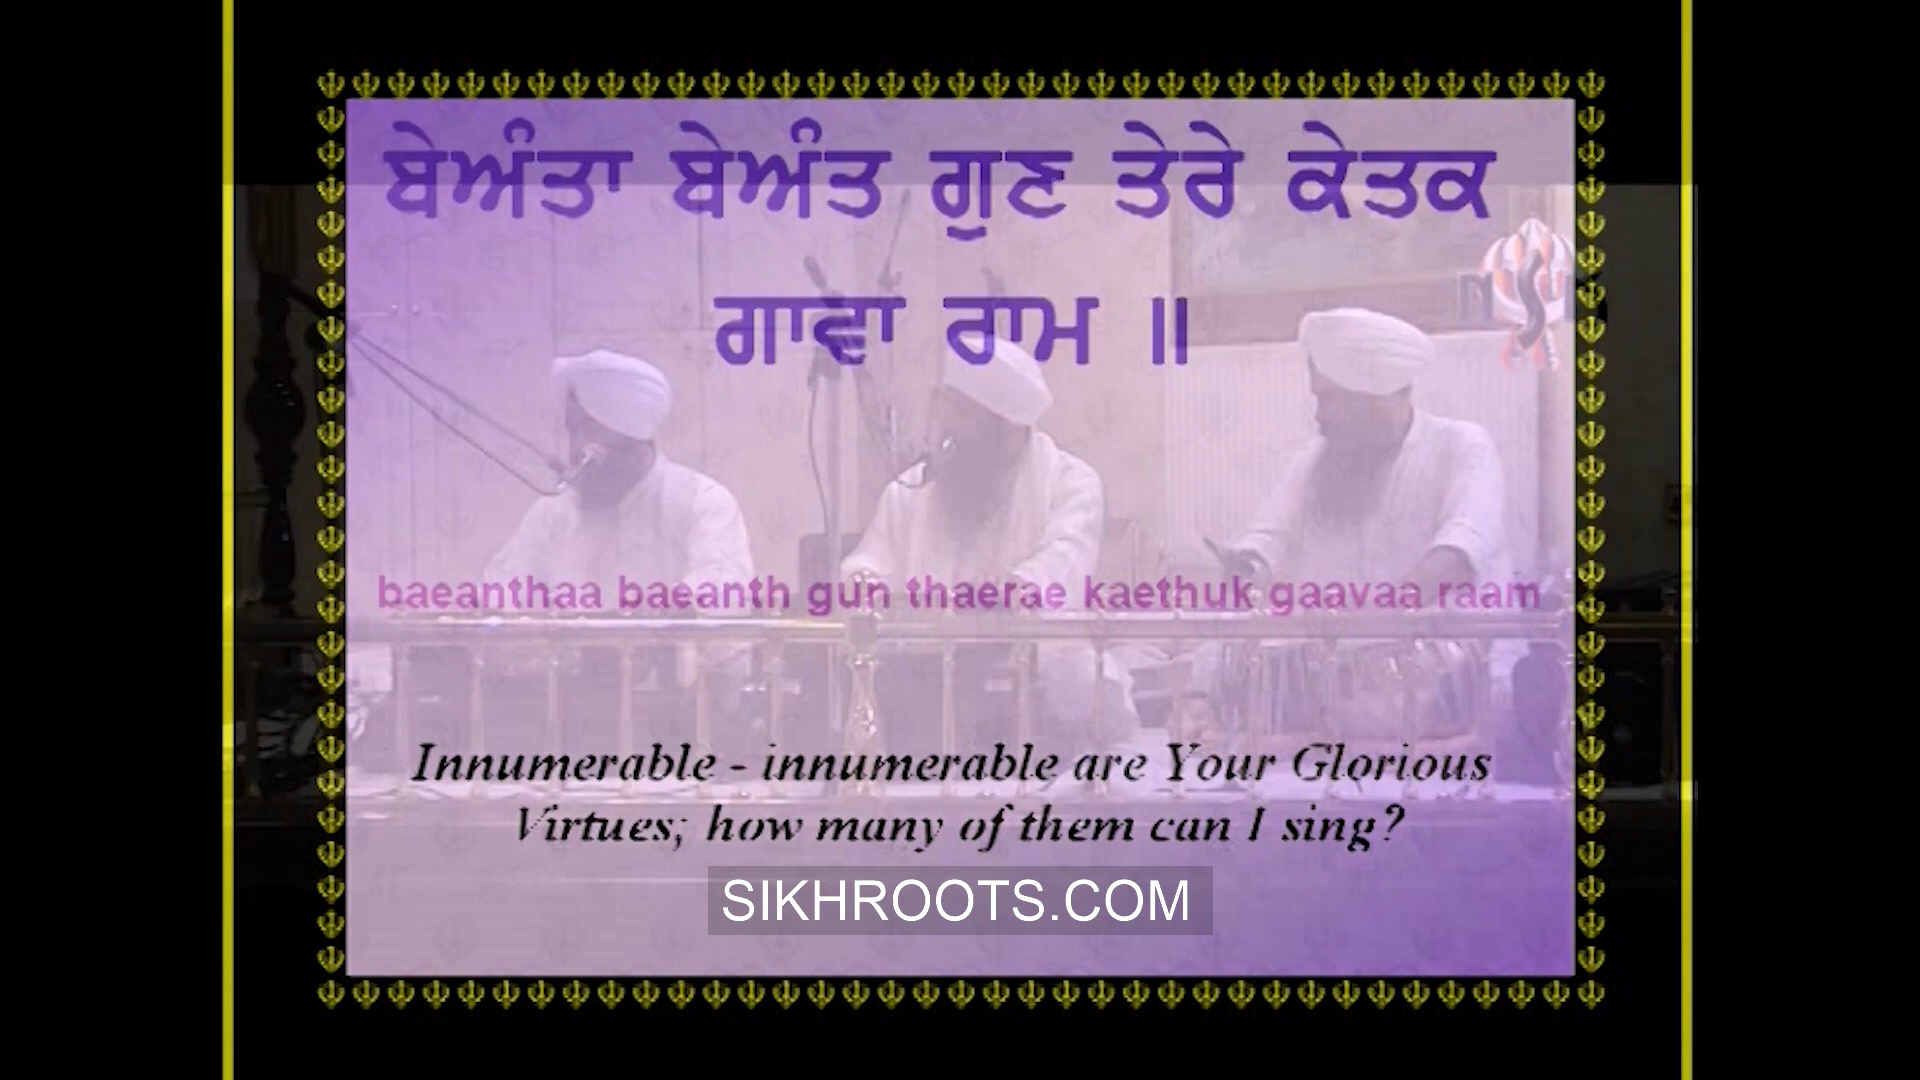 ਬੇਅੰਤਾ ਬੇਅੰਤ ਗੁਣ ਤੇਰੇ ਕੇਤਕ
ਗਾਵਾ ਰਾਮ ॥
baeanthaa baeanth gun thaerae kaethuk gaavaa raam
Innumerable - innumerable are Your Glorious
Virtues; how many of them can I sing?
SIKHROOTS.COM